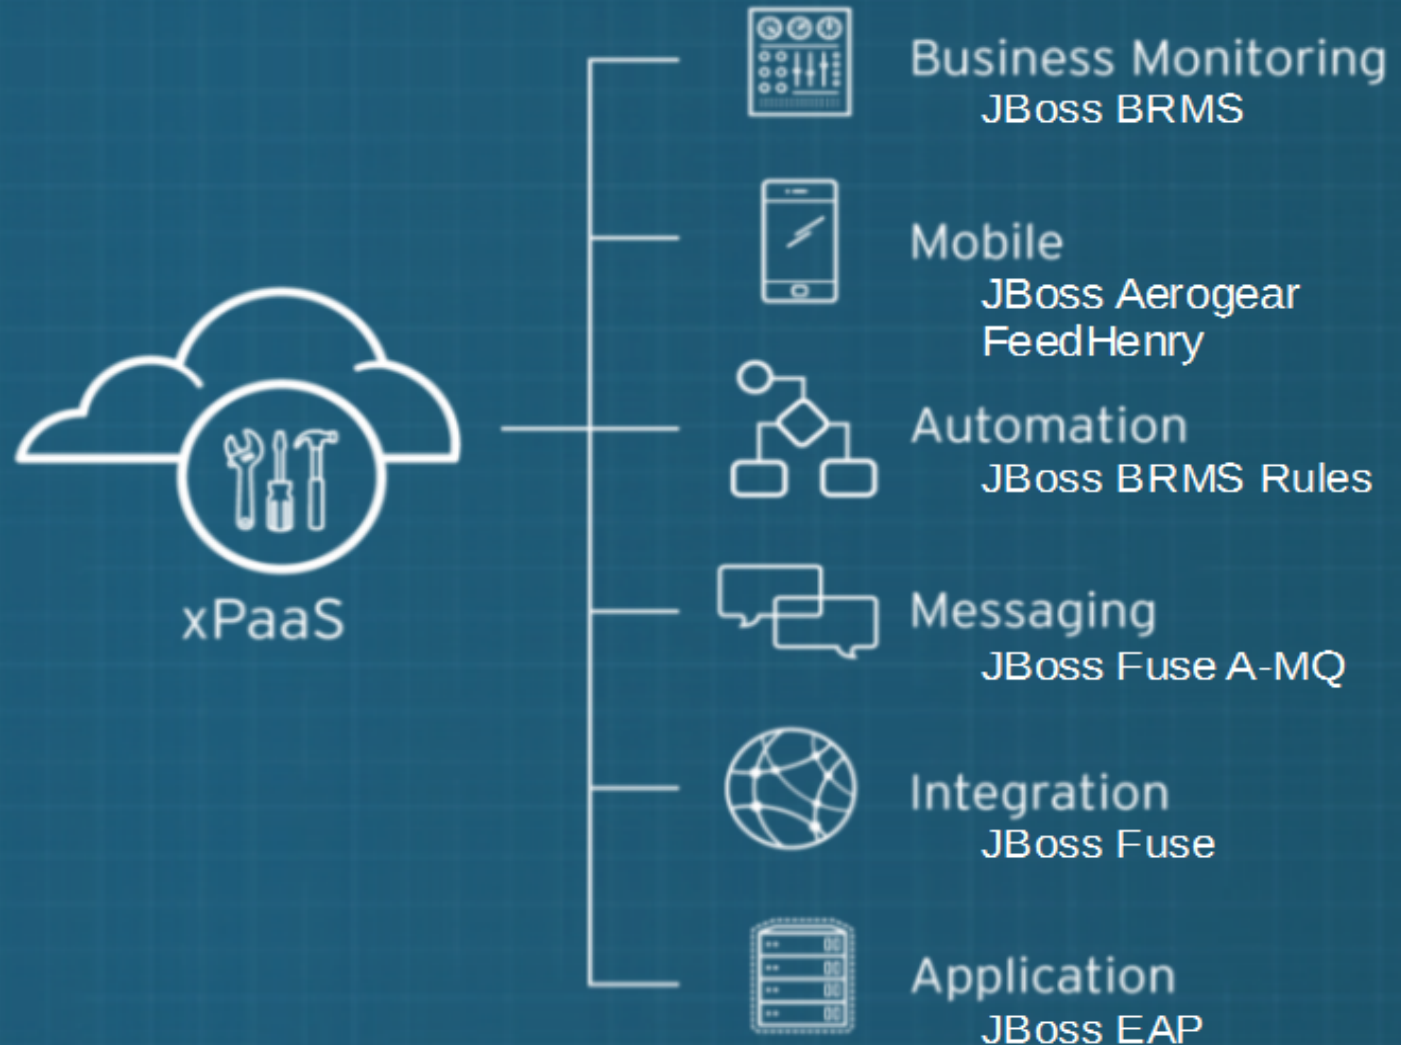 Business Monitoring
JBoss BRMS
Mobile
JBoss Aerogear
FeedHenry
Automation
JBoss BRMS Rules
xPaaS
Messaging
JBoss Fuse A-MQ
Integration
JBoss Fuse
Application
JBoss EAP